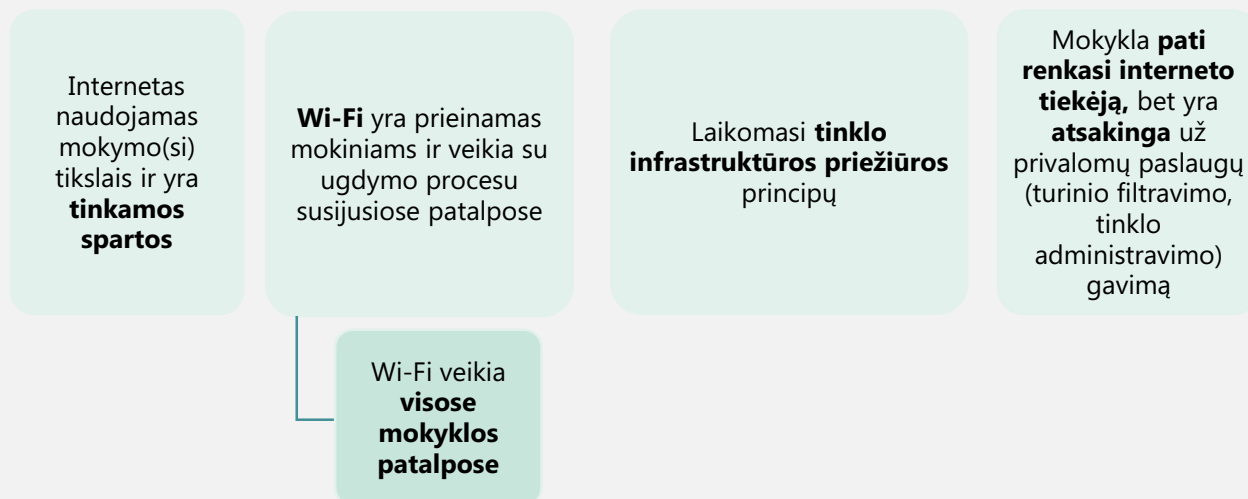 Internetas
naudojamas
mokymo(si)
tikslais ir yra
tinkamos
spartos
Wi-Fi yra prieinamas
mokiniams ir veikia su
ugdymo procesu
susijusiose patalpose
Wi-Fi veikia
visose
mokyklos
patalpose
Laikomasi tinklo
infrastruktūros priežiūros
principų
Mokykla pati
renkasi interneto
tiekėją, bet yra
atsakinga už
privalomų paslaugų
(turinio filtravimo,
tinklo
administravimo)
gavimą